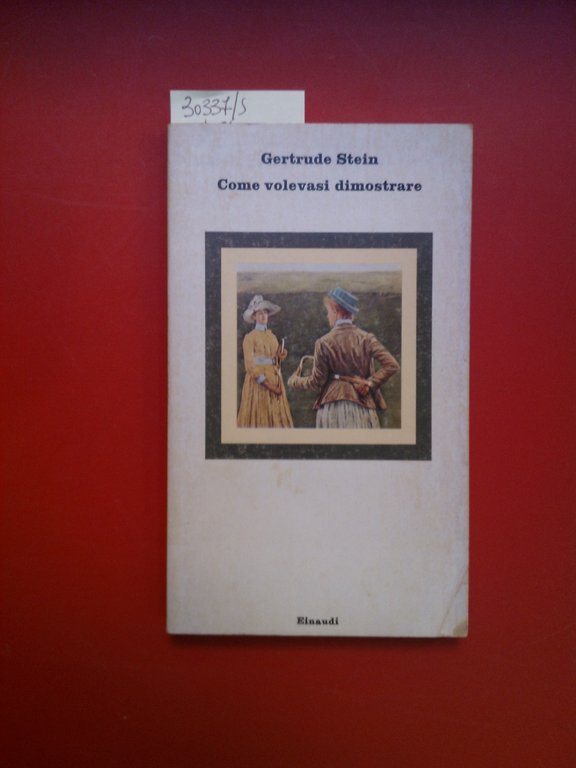 30337/S
Gertrude Stein
Come volevasi dimostrare
Einaudi